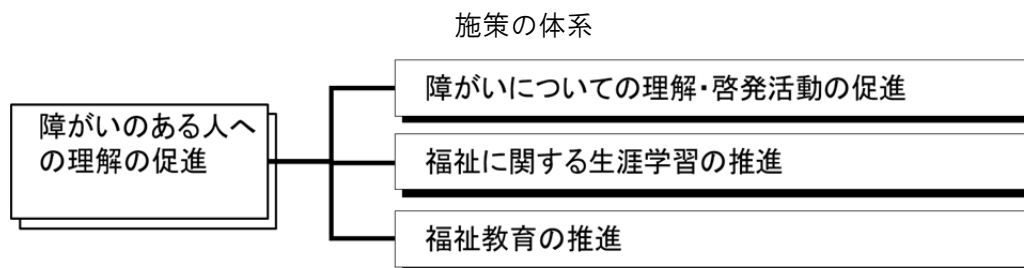 施策の体系
障がいのある人へ
の理解の促進
障がいについての理解・啓発活動の促進
福祉に関する生涯学習の推進
福祉教育の推進